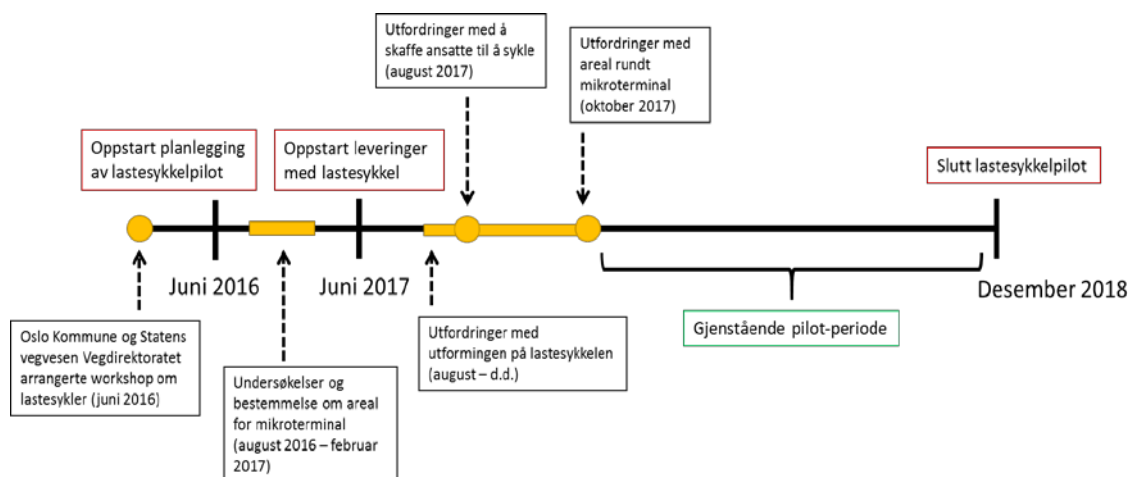 Utfordringer med å
skaffe ansatte til å sykle
(august 2017)
Utfordringer med
areal rundt
mikroterminal
(oktober 2017)
Oppstart planlegging
av lastesykkelpilot
Oppstart leveringer
med lastesykkel
Slutt lastesykkelpilot
Juni 2016
Juni 2017
Desember 2018
Oslo Kommune og Statens
vegvesen Vegdirektoratet
arrangerte workshop om
lastesykler (juni 2016)
Undersøkelser og
bestemmelse om areal
for mikroterminal
(august 2016 – februar
2017)
Utfordringer med
utformingen på lastesykkelen
(august – d.d.)
Gjenstående pilot-periode